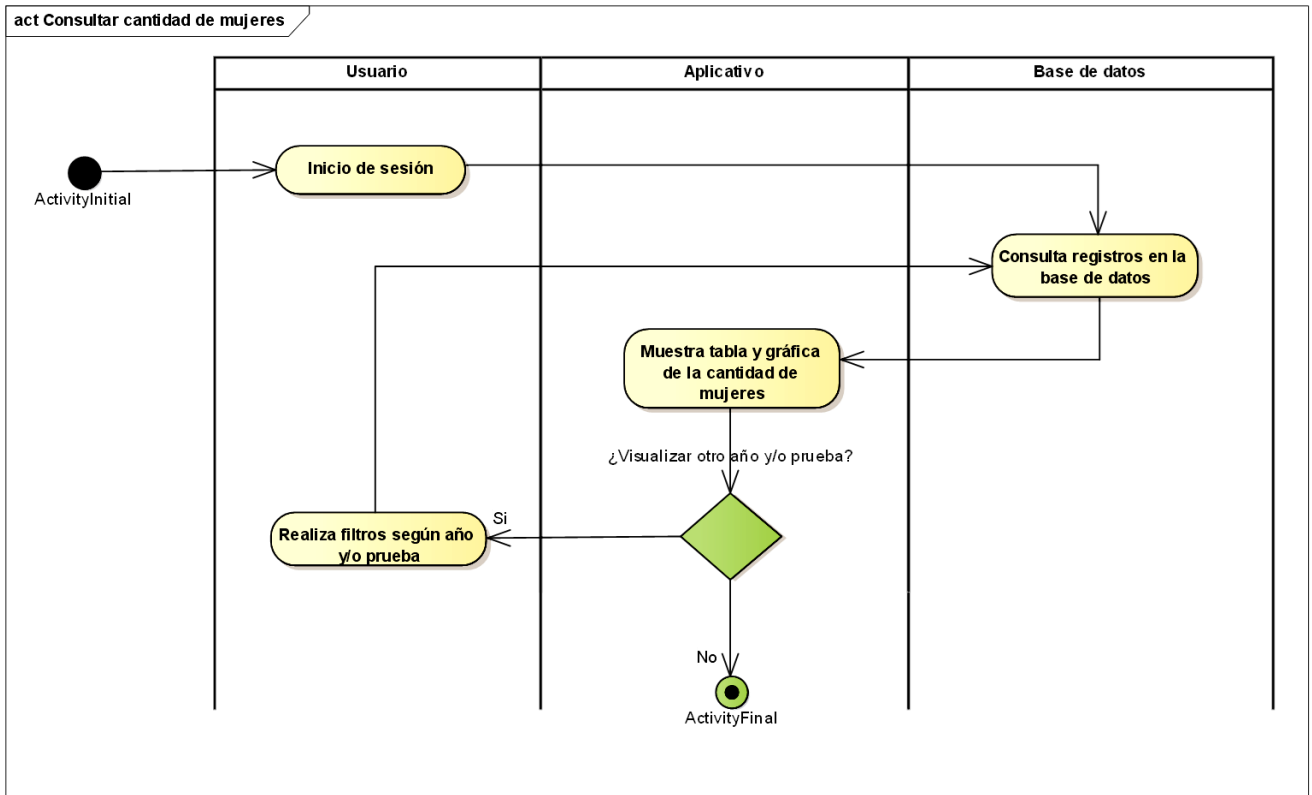 act Consultar cantidad de mujeres
Usuario
Aplicativo
Base de datos
Inicio de sesión
ActivityInitial
Consulta registros en la
base de datos
Muestra tabla y gráfica
de la cantidad de
mujeres
¿Visualizar otro año y/o prueba?
Si
Realiza filtros según año
y/o prueba
No
ActivityFinal